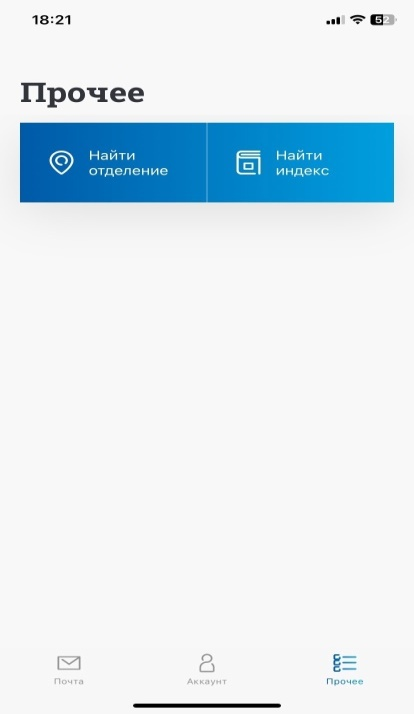 18:21
52
Прочее
Найти
отделение
Найти
индекс
Почта
Аккаунт
Прочее